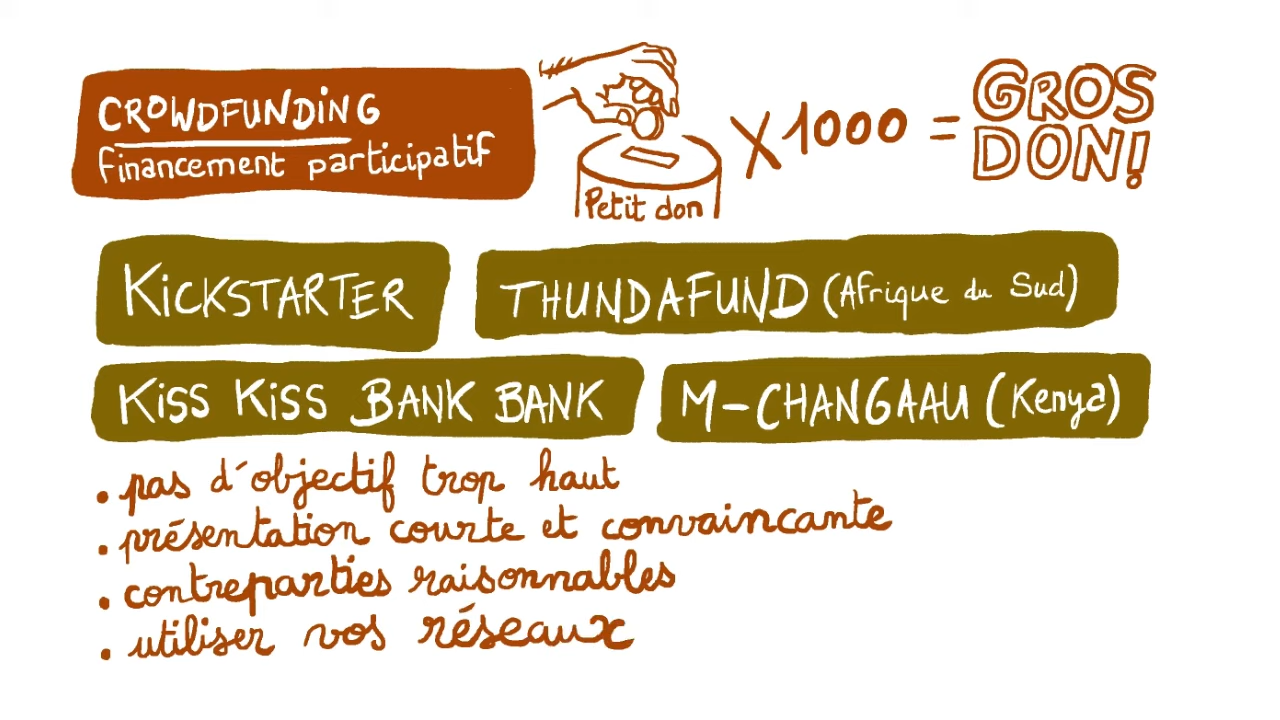 CROWDFUNDING
financement participatif
Petit don
X 1000 = GROS DON!
KICKSTARTER
THUNDAFUND (Afrique du Sud)
KISS KISS BANK BANK
M-CHANGAAU (Kenya)
. pas d'objectif trop haut
. présentation courte et convaincante
. contreparties raisonnables
. utiliser vos réseaux